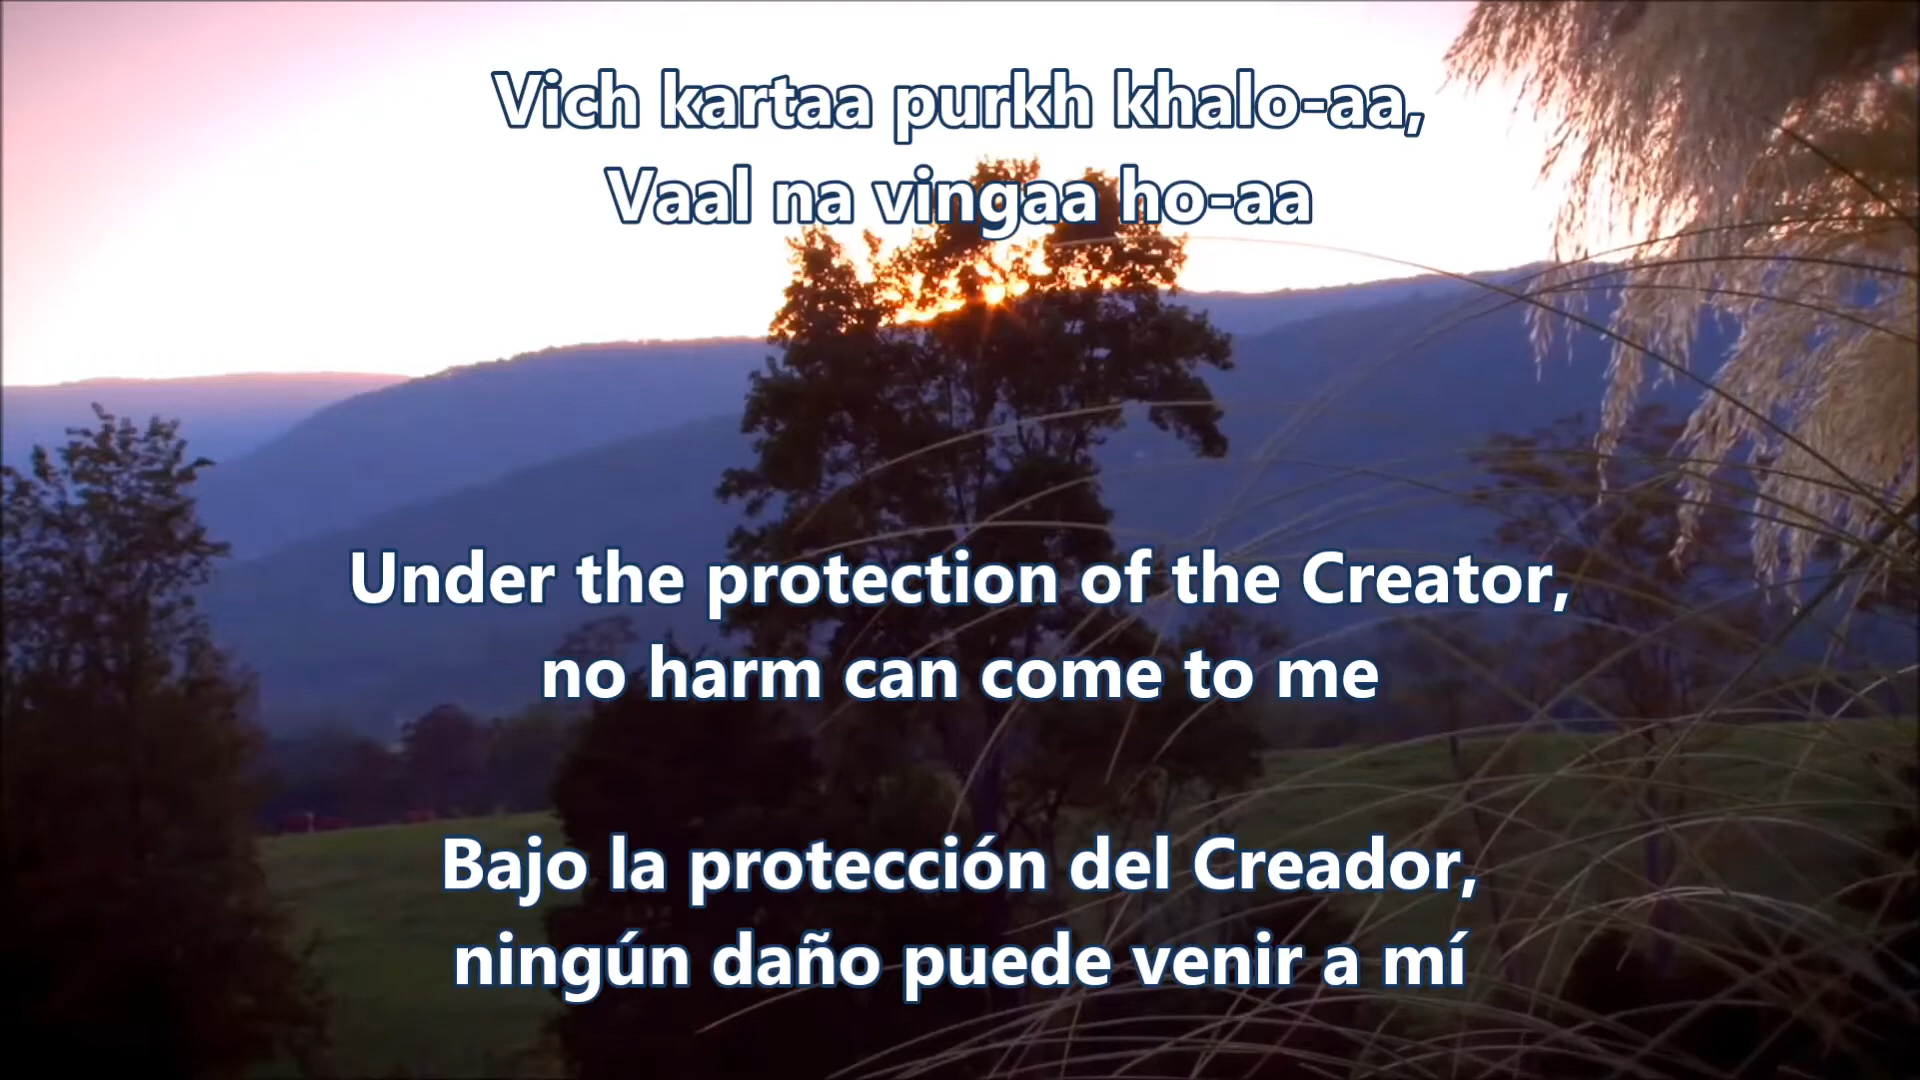 Vich kartaa purkh khalo-aa,
Vaal na vingaa ho-aa
Under the protection of the Creator,
no harm can come to me
Bajo la protección del Creador,
ningún daño puede venir a mí